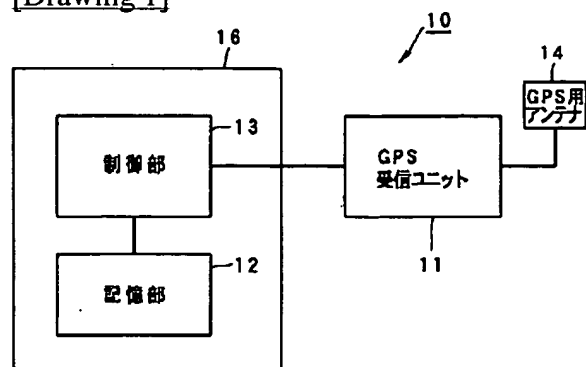 [Drawing 1]
16
10
14
GPS用
アンテナ
13
制御部
GPS
受信ユニット
11
12
記憶部